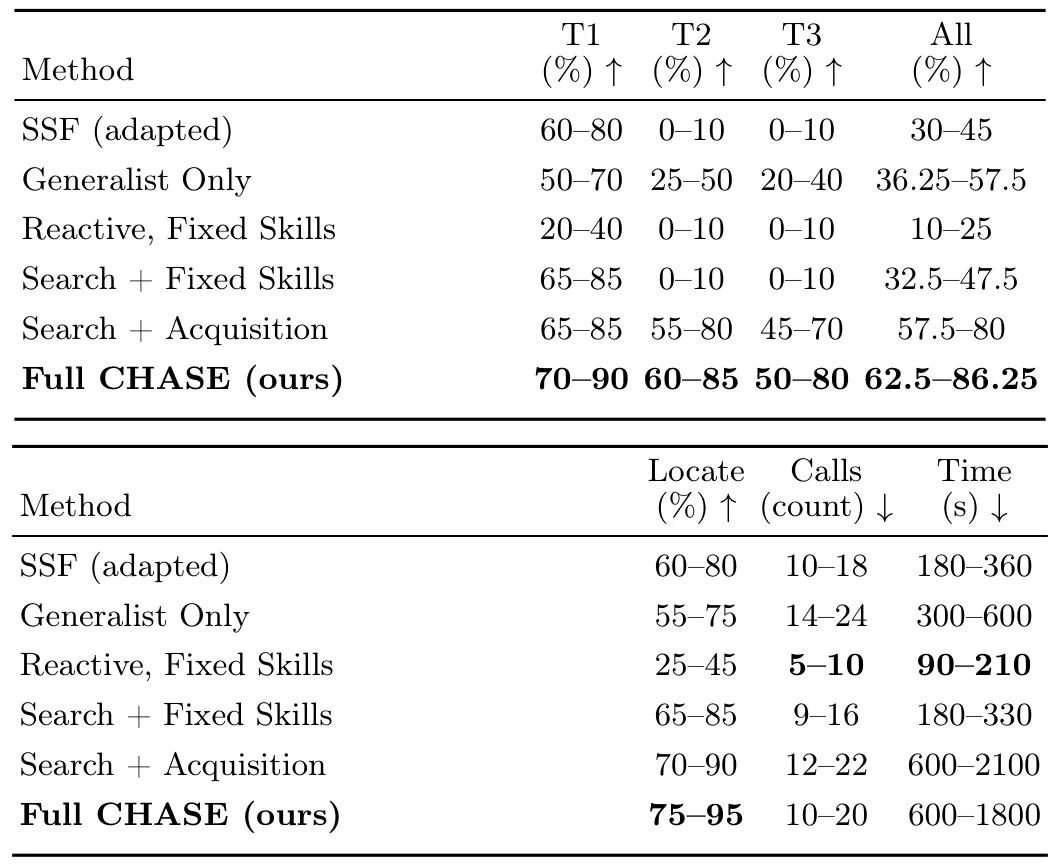 T1 T2 T3 All
Method (%) ↑ (%) ↑ (%) ↑ (%) ↑
SSF (adapted) 60–80 0–10 0–10 30–45
Generalist Only 50–70 25–50 20–40 36.25–57.5
Reactive, Fixed Skills 20–40 0–10 0–10 10–25
Search + Fixed Skills 65–85 0–10 0–10 32.5–47.5
Search + Acquisition 65–85 55–80 45–70 57.5–80
Full CHASE (ours) 70–90 60–85 50–80 62.5–86.25
Locate Calls Time
Method (%) ↑ (count) ↓ (s) ↓
SSF (adapted) 60–80 10–18 180–360
Generalist Only 55–75 14–24 300–600
Reactive, Fixed Skills 25–45 5–10 90–210
Search + Fixed Skills 65–85 9–16 180–330
Search + Acquisition 70–90 12–22 600–2100
Full CHASE (ours) 75–95 10–20 600–1800